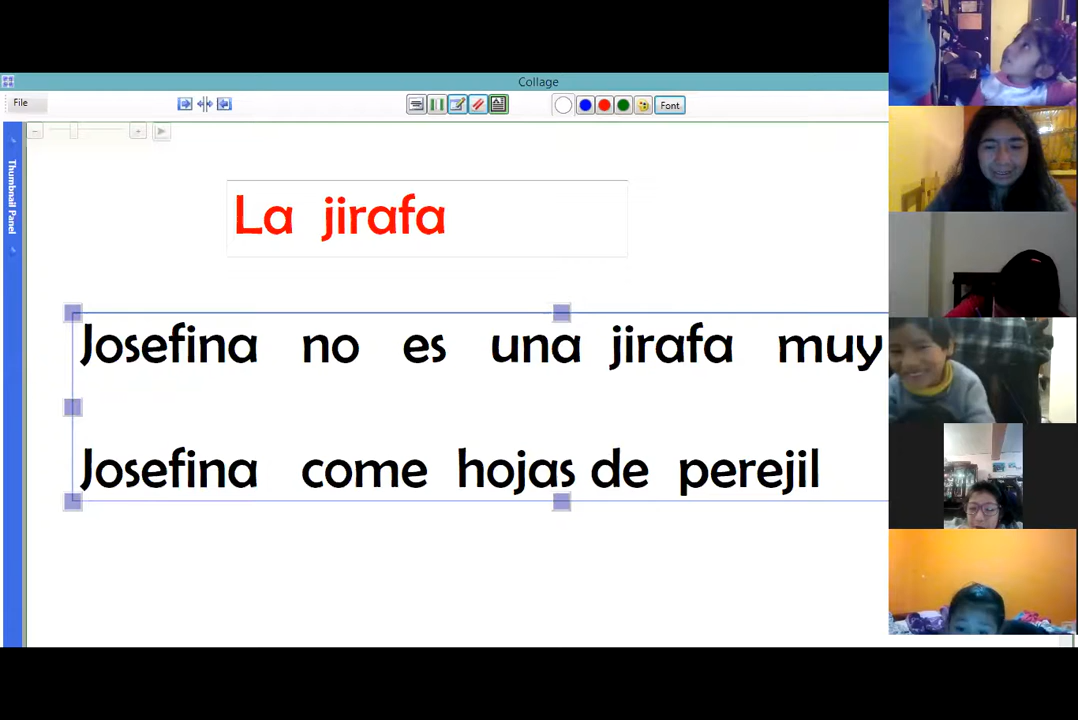 Collage
File
Font
Thumbnail Panel
La jirafa
Josefina no es una jirafa muy
Josefina come hojas de perejil